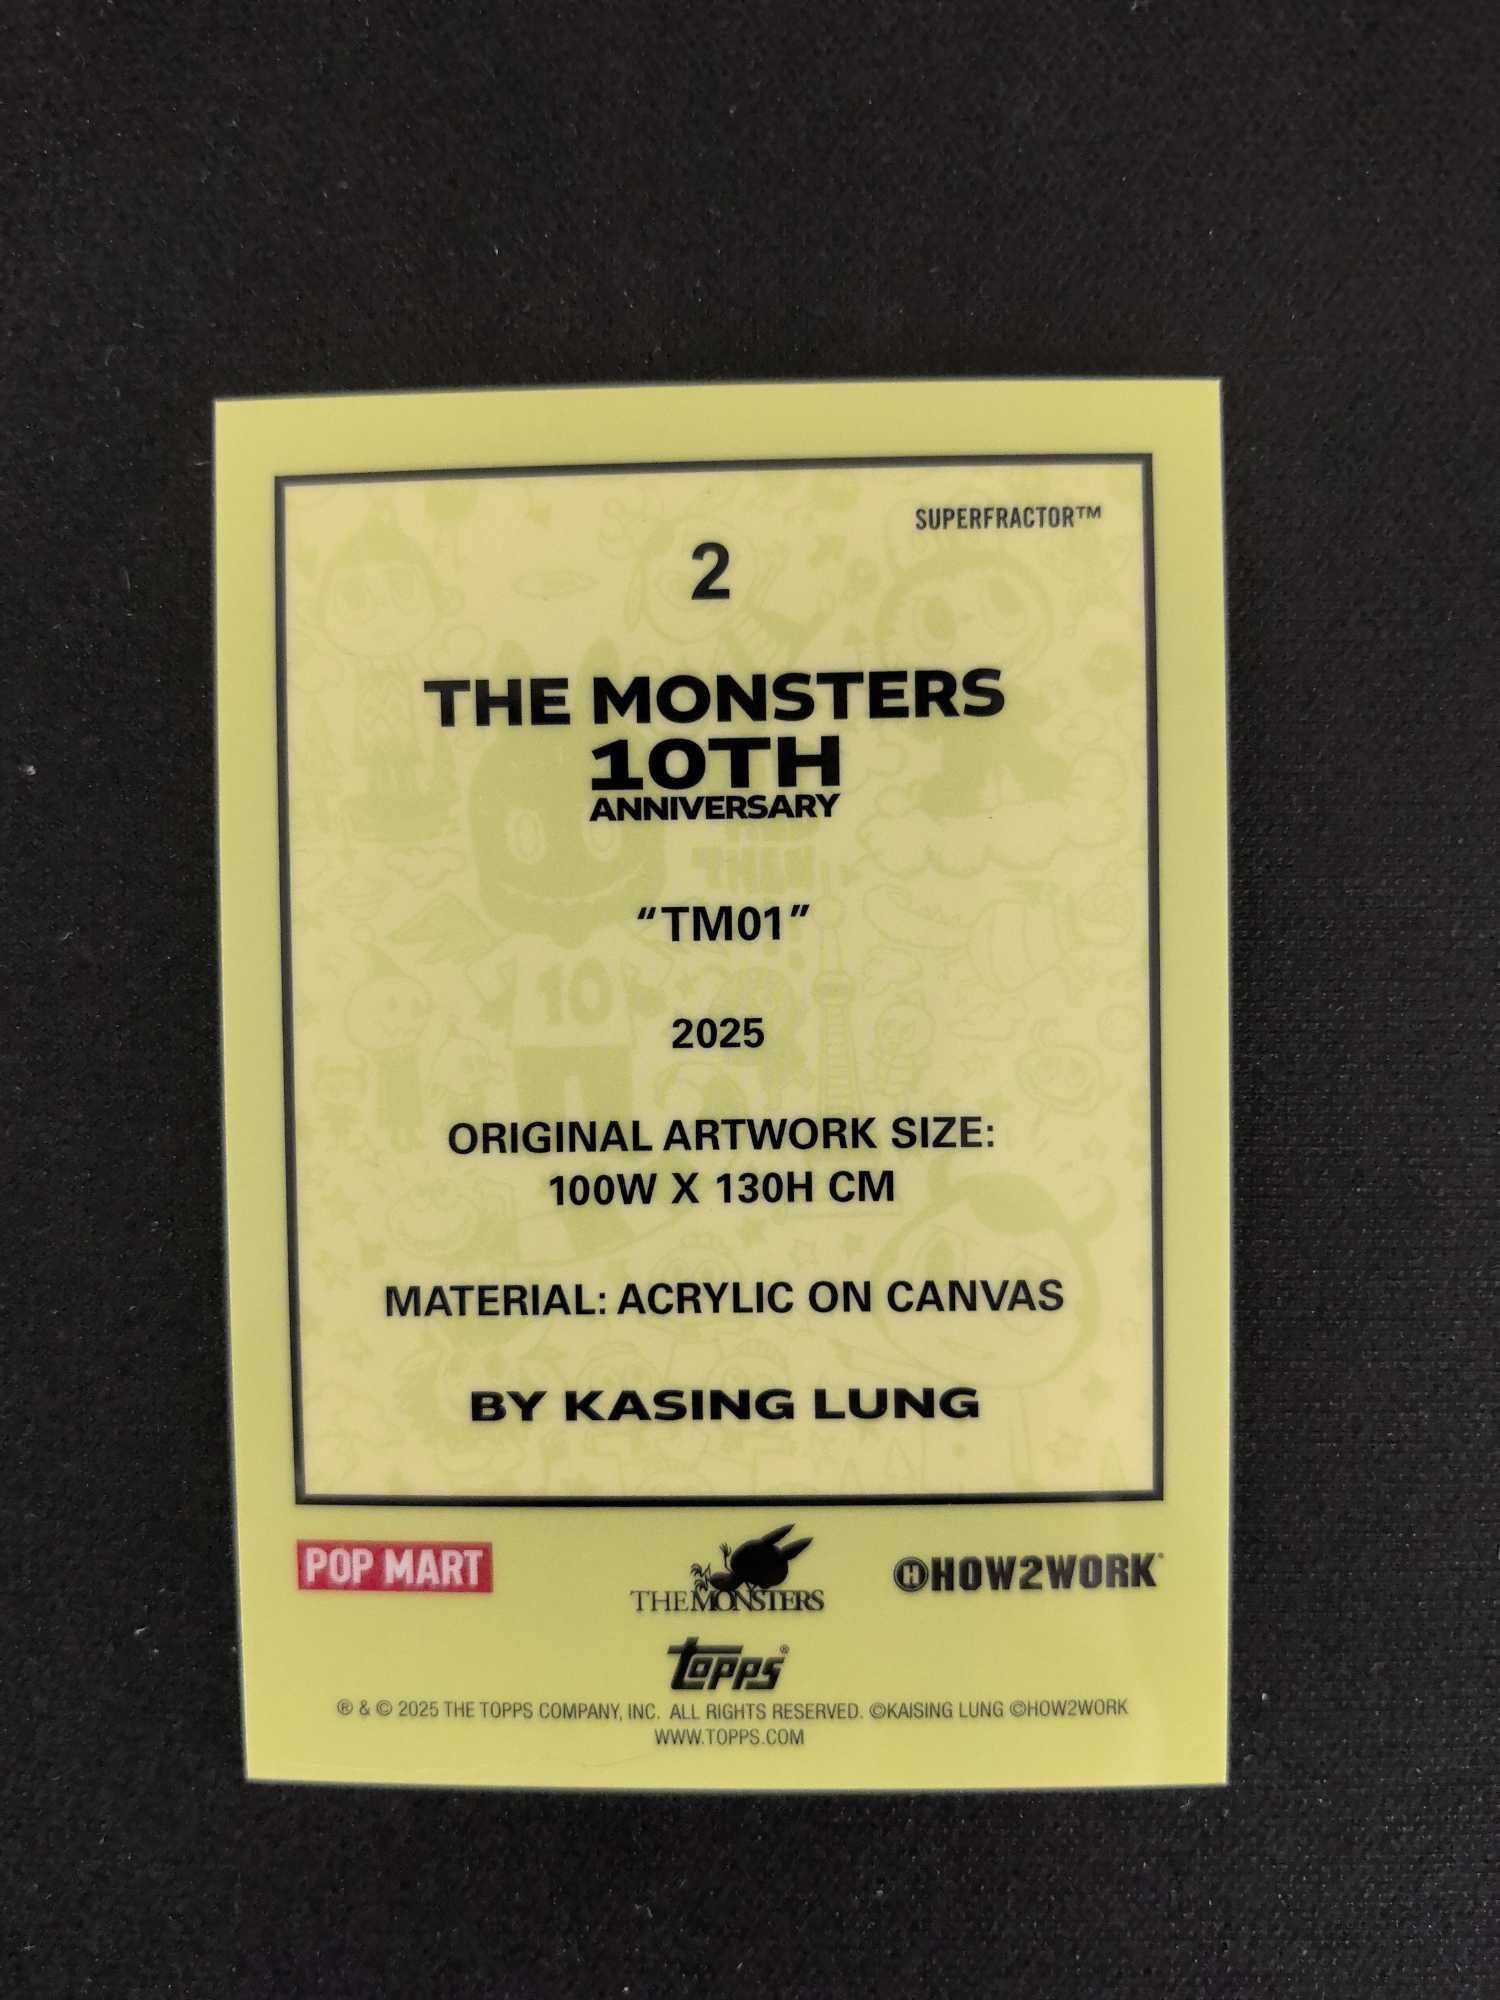 SUPERFRACTOR™
2
THE MONSTERS
10TH
ANNIVERSARY
THEN
"TM01"
10
2025
ORIGINAL ARTWORK SIZE:
100W X 130H CM
MATERIAL: ACRYLIC ON CANVAS
BY KASING LUNG
POP MART
THE MONSTERS
H HOW2WORK
topps®
® & © 2025 THE TOPPS COMPANY, INC. ALL RIGHTS RESERVED. ©KAISING LUNG ©HOW2WORK
WWW.TOPPS.COM